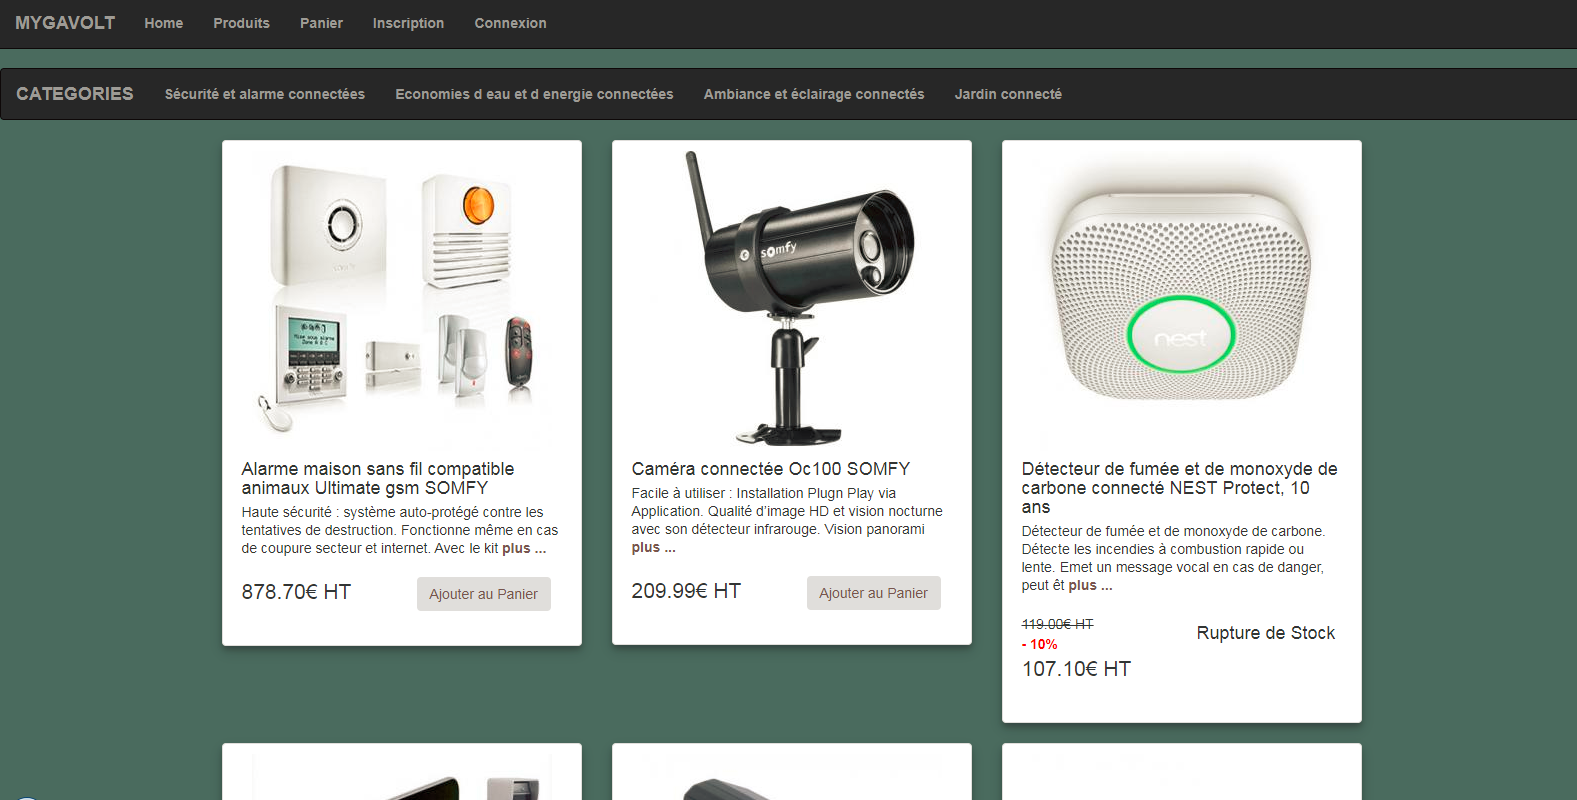 MYGAVOLT Home Produits Panier Inscription Connexion
CATEGORIES Sécurité et alarme connectées Economies d eau et d energie connectées Ambiance et éclairage connectés Jardin connecté
somfy
nest
Alarme maison sans fil compatible
animaux Ultimate gsm SOMFY
Haute sécurité : système auto-protégé contre les
tentatives de destruction. Fonctionne même en cas
de coupure secteur et internet. Avec le kit plus ...
878.70€ HT Ajouter au Panier
Caméra connectée Oc100 SOMFY
Facile à utiliser : Installation Plugn Play via
Application. Qualité d'image HD et vision nocturne
avec son détecteur infrarouge. Vision panorami
plus ...
209.99€ HT Ajouter au Panier
Détecteur de fumée et de monoxyde de
carbone connecté NEST Protect, 10
ans
Détecteur de fumée et de monoxyde de carbone.
Détecte les incendies à combustion rapide ou
lente. Emet un message vocal en cas de danger,
peut êt plus ...
119.00€ HT
- 10%
107.10€ HT
Rupture de Stock